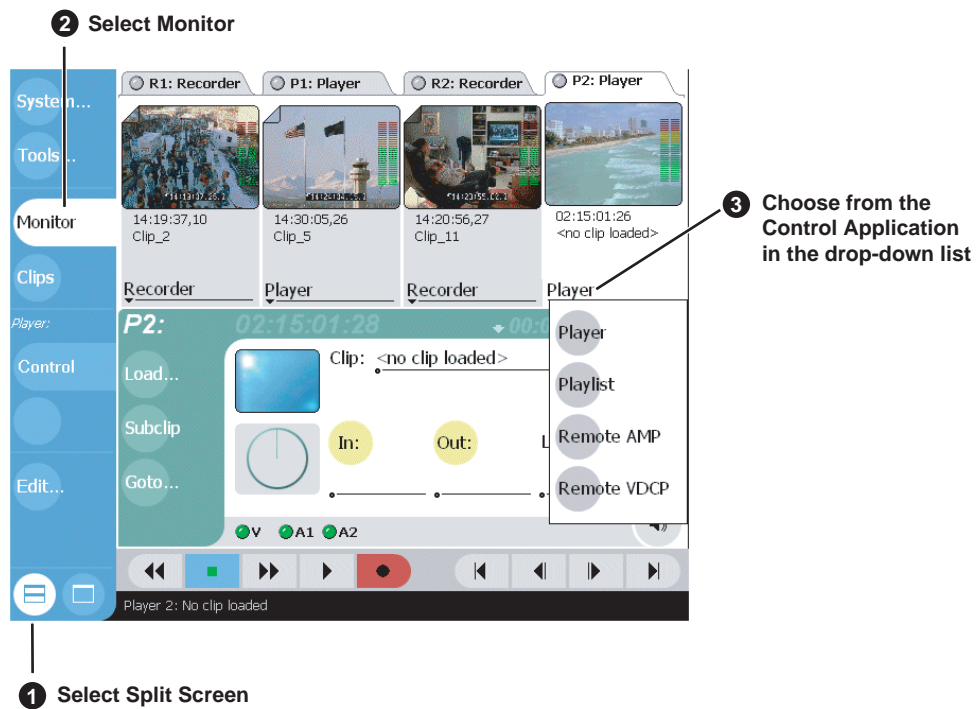 2 Select Monitor
System...
Tools...
Monitor
Clips
Player:
Control
Edit...
R1: Recorder
P1: Player
R2: Recorder
P2: Player
14:19:37,10
Clip_2
14:30:05,26
Clip_5
14:20:56,27
Clip_11
02:15:01:26
<no clip loaded>
Recorder
Player
Recorder
Player
3 Choose from the
Control Application
in the drop-down list
P2:
02:15:01:28
Load...
Subclip
Goto...
Clip: <no clip loaded>
In:
Out:
Player
Playlist
Remote AMP
Remote VDCP
V A1 A2
Player 2: No clip loaded
1 Select Split Screen